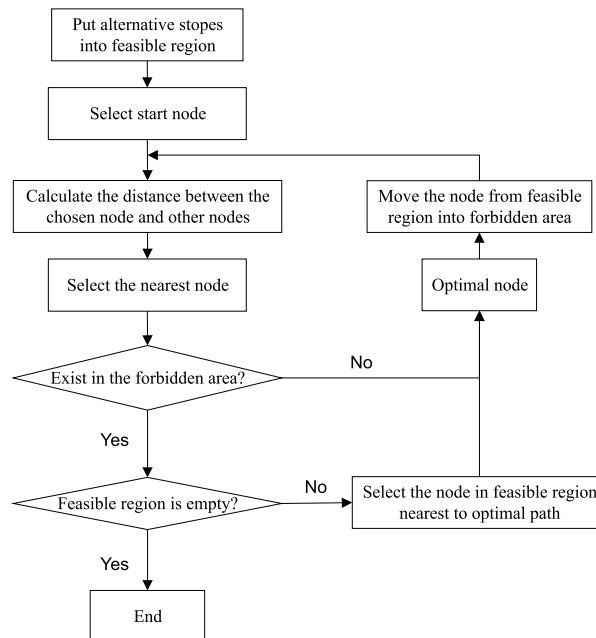 Put alternative stopes
into feasible region
Select start node
Calculate the distance between the
chosen node and other nodes
Move the node from feasible
region into forbidden area
Select the nearest node
Optimal node
Exist in the forbidden area?
No
Yes
Feasible region is empty?
No
Select the node in feasible region
nearest to optimal path
Yes
End